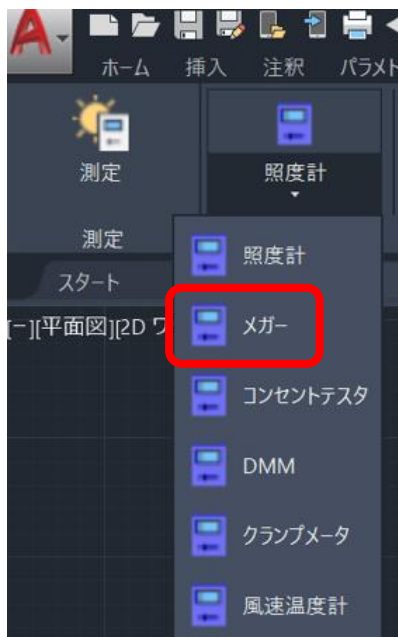 ホーム 挿入 注釈 パラメト
測定
照度計
測定
スタート
照度計
[-][平面図][2D ワ
メガー
コンセントテスタ
DMM
クランプメータ
風速温度計